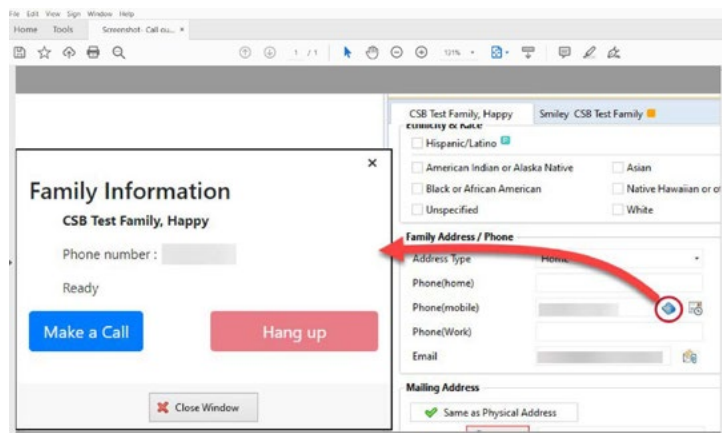 File Edit View Sign Window Help
Home Tools Screenshot- Call ou... ×
1 / 1 131%
CSB Test Family, Happy Smiley CSB Test Family
Ethnicity & Race
Hispanic/Latino
American Indian or Alaska Native Asian
Black or African American Native Hawaiian or ot
Unspecified White
Family Address / Phone
Address Type Home
Phone(home)
Phone(mobile)
Phone(Work)
Email
Mailing Address
Same as Physical Address
Family Information
CSB Test Family, Happy
Phone number :
Ready
Make a Call Hang up
Close Window